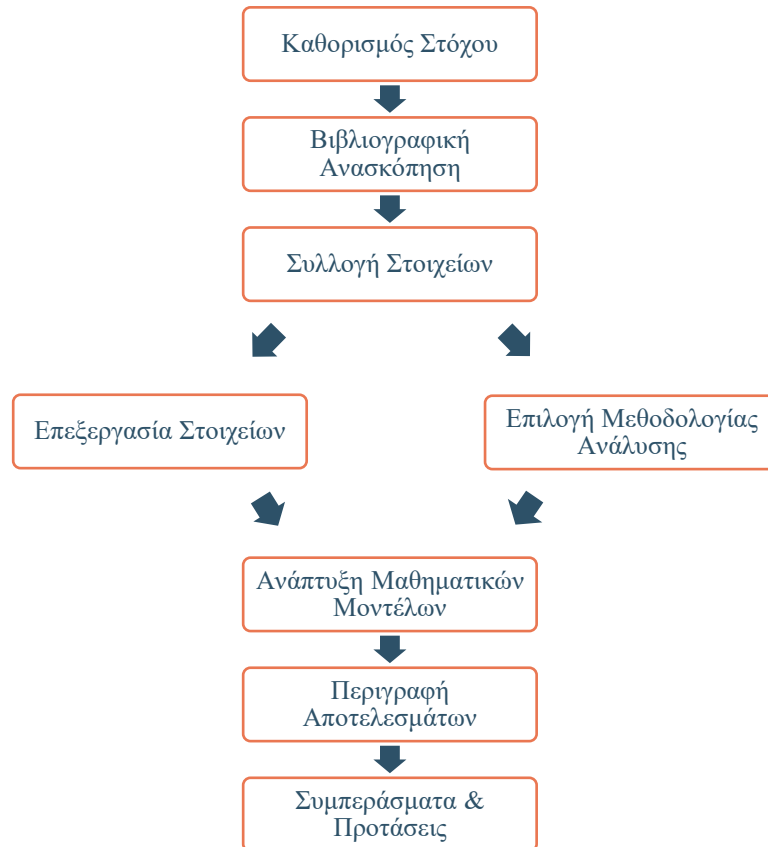 Καθορισμός Στόχου
Βιβλιογραφική
Ανασκόπηση
Συλλογή Στοιχείων
Επεξεργασία Στοιχείων
Επιλογή Μεθοδολογίας
Ανάλυσης
Ανάπτυξη Μαθηματικών
Μοντέλων
Περιγραφή
Αποτελεσμάτων
Συμπεράσματα &
Προτάσεις